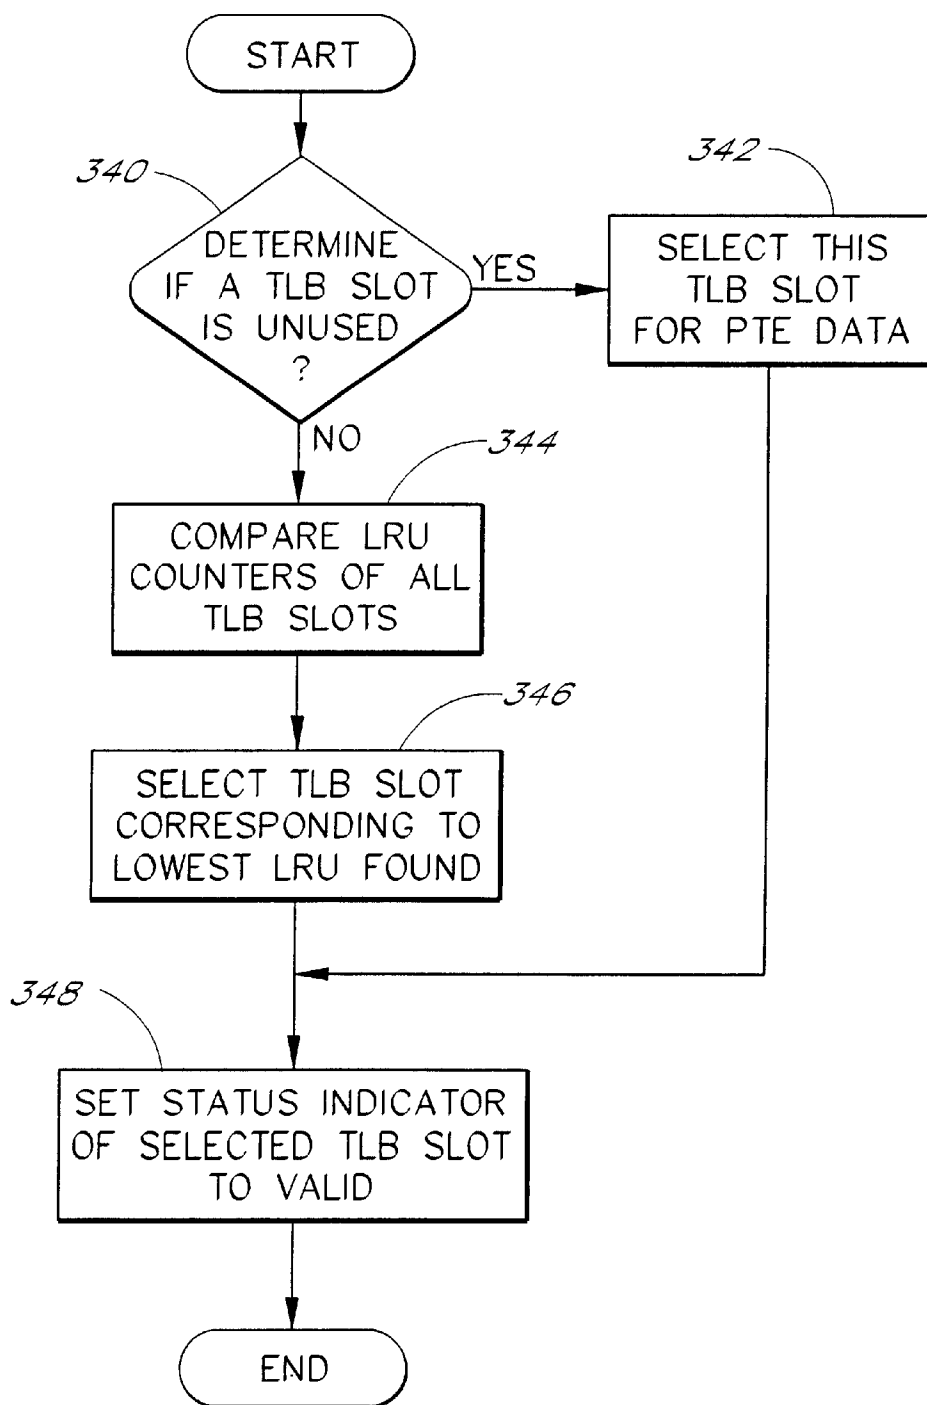 START
340
DETERMINE
IF A TLB SLOT
IS UNUSED
?
YES
342
SELECT THIS
TLB SLOT
FOR PTE DATA
NO
344
COMPARE LRU
COUNTERS OF ALL
TLB SLOTS
346
SELECT TLB SLOT
CORRESPONDING TO
LOWEST LRU FOUND
348
SET STATUS INDICATOR
OF SELECTED TLB SLOT
TO VALID
END